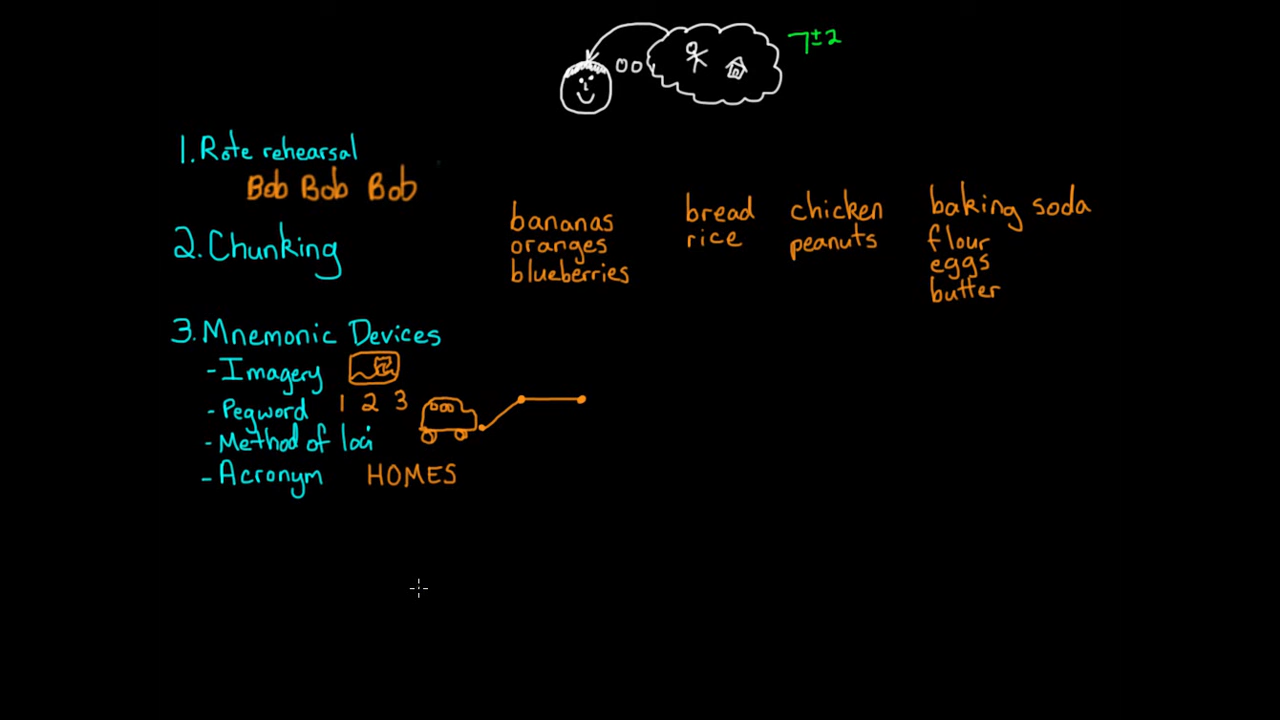 7±2
1. Rote rehearsal
Bob Bob Bob
2. Chunking
bananas
oranges
blueberries
bread
rice
chicken
peanuts
baking soda
flour
eggs
butter
3. Mnemonic Devices
- Imagery
- Pegword 1 2 3
- Method of loci
- Acronym HOMES